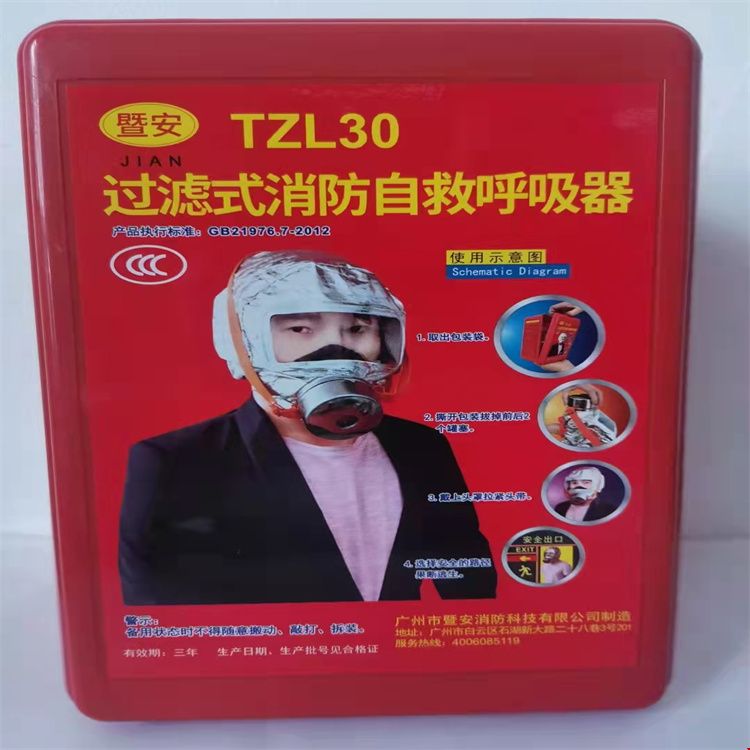 暨安
JIAN
TZL30
过滤式消防自救呼吸器
产品执行标准：GB21976.7-2012
CCC
使用示意图
Schematic Diagram
1. 取出包装袋。
2. 撕开包装拔掉前后2
个罐塞。
3. 戴上头罩拉紧头带。
安全出口
EXIT
4. 选择安全的路径
果断逃生。
警示：
备用状态时不得随意搬动、敲打、拆装。
有效期：三年 生产日期、生产批号见合格证
广州市暨安消防科技有限公司制造
地址：广州市白云区石湖新大路二十八巷3号201
服务热线：4006085119